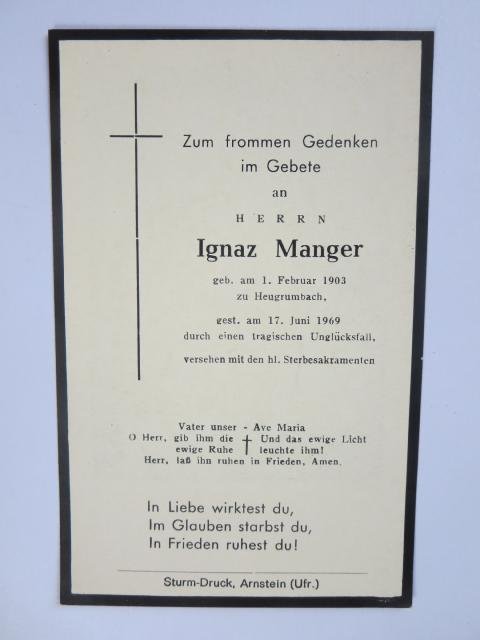 Zum frommen Gedenken
im Gebete
an
HERRN
Ignaz Manger
geb. am 1. Februar 1903
zu Heugrumbach,
gest. am 17. Juni 1969
durch einen tragischen Unglücksfall,
versehen mit den hl. Sterbesakramenten
Vater unser - Ave Maria
O Herr, gib ihm die † Und das ewige Licht
ewige Ruhe leuchte ihm!
Herr, laß ihn ruhen in Frieden, Amen.
In Liebe wirktest du,
Im Glauben starbst du,
In Frieden ruhest du!
Sturm-Druck, Arnstein (Ufr.)